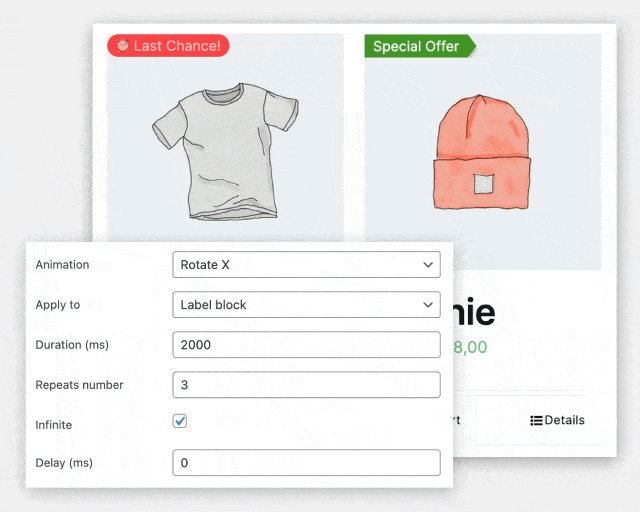 Last Chance!
Special Offer
Animation
Rotate X
Apply to
Label block
Duration (ms)
2000
Repeats number
3
Infinite
Delay (ms)
0
nie
8,00
rt
Details